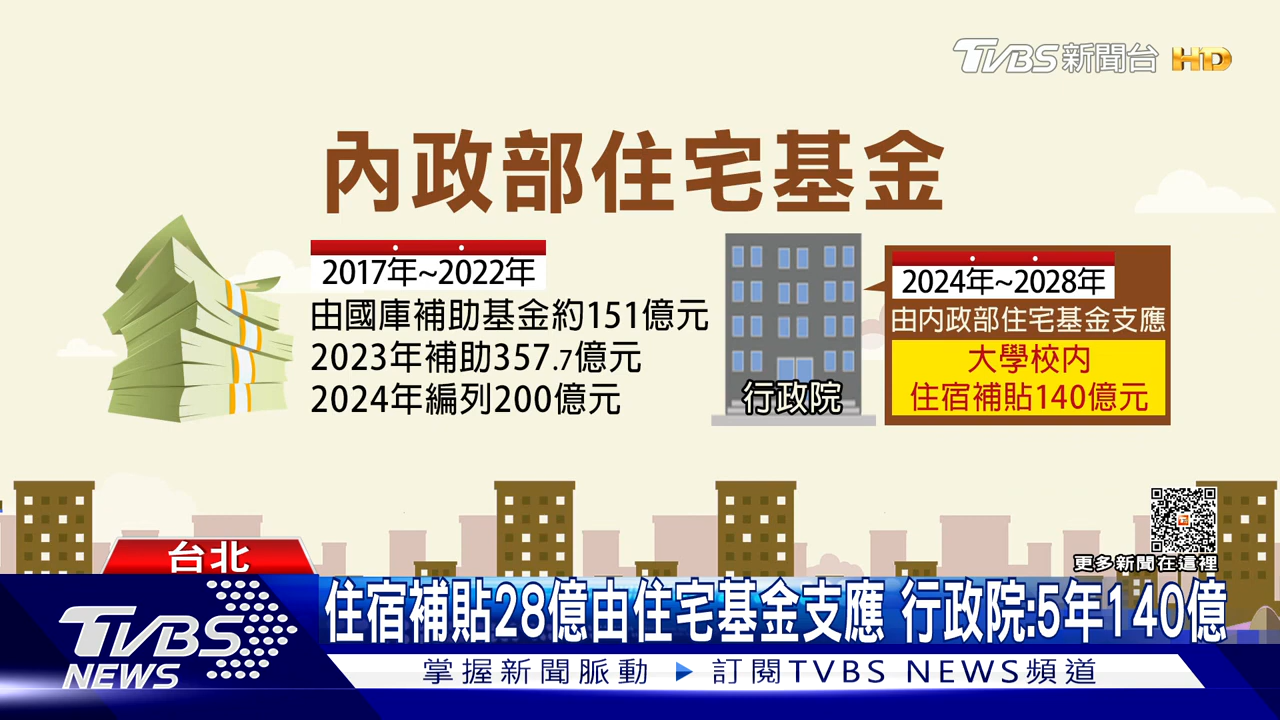 TVBS新聞台 HD
內政部住宅基金
2017年~2022年
由國庫補助基金約151億元
2023年補助357.7億元
2024年編列200億元
行政院
2024年~2028年
由內政部住宅基金支應
大學校內
住宿補貼140億元
更多新聞在這裡
台北
住宿補貼28億由住宅基金支應 行政院:5年140億
TVBS
NEWS
掌握新聞脈動 ▶ 訂閱TVBS NEWS頻道